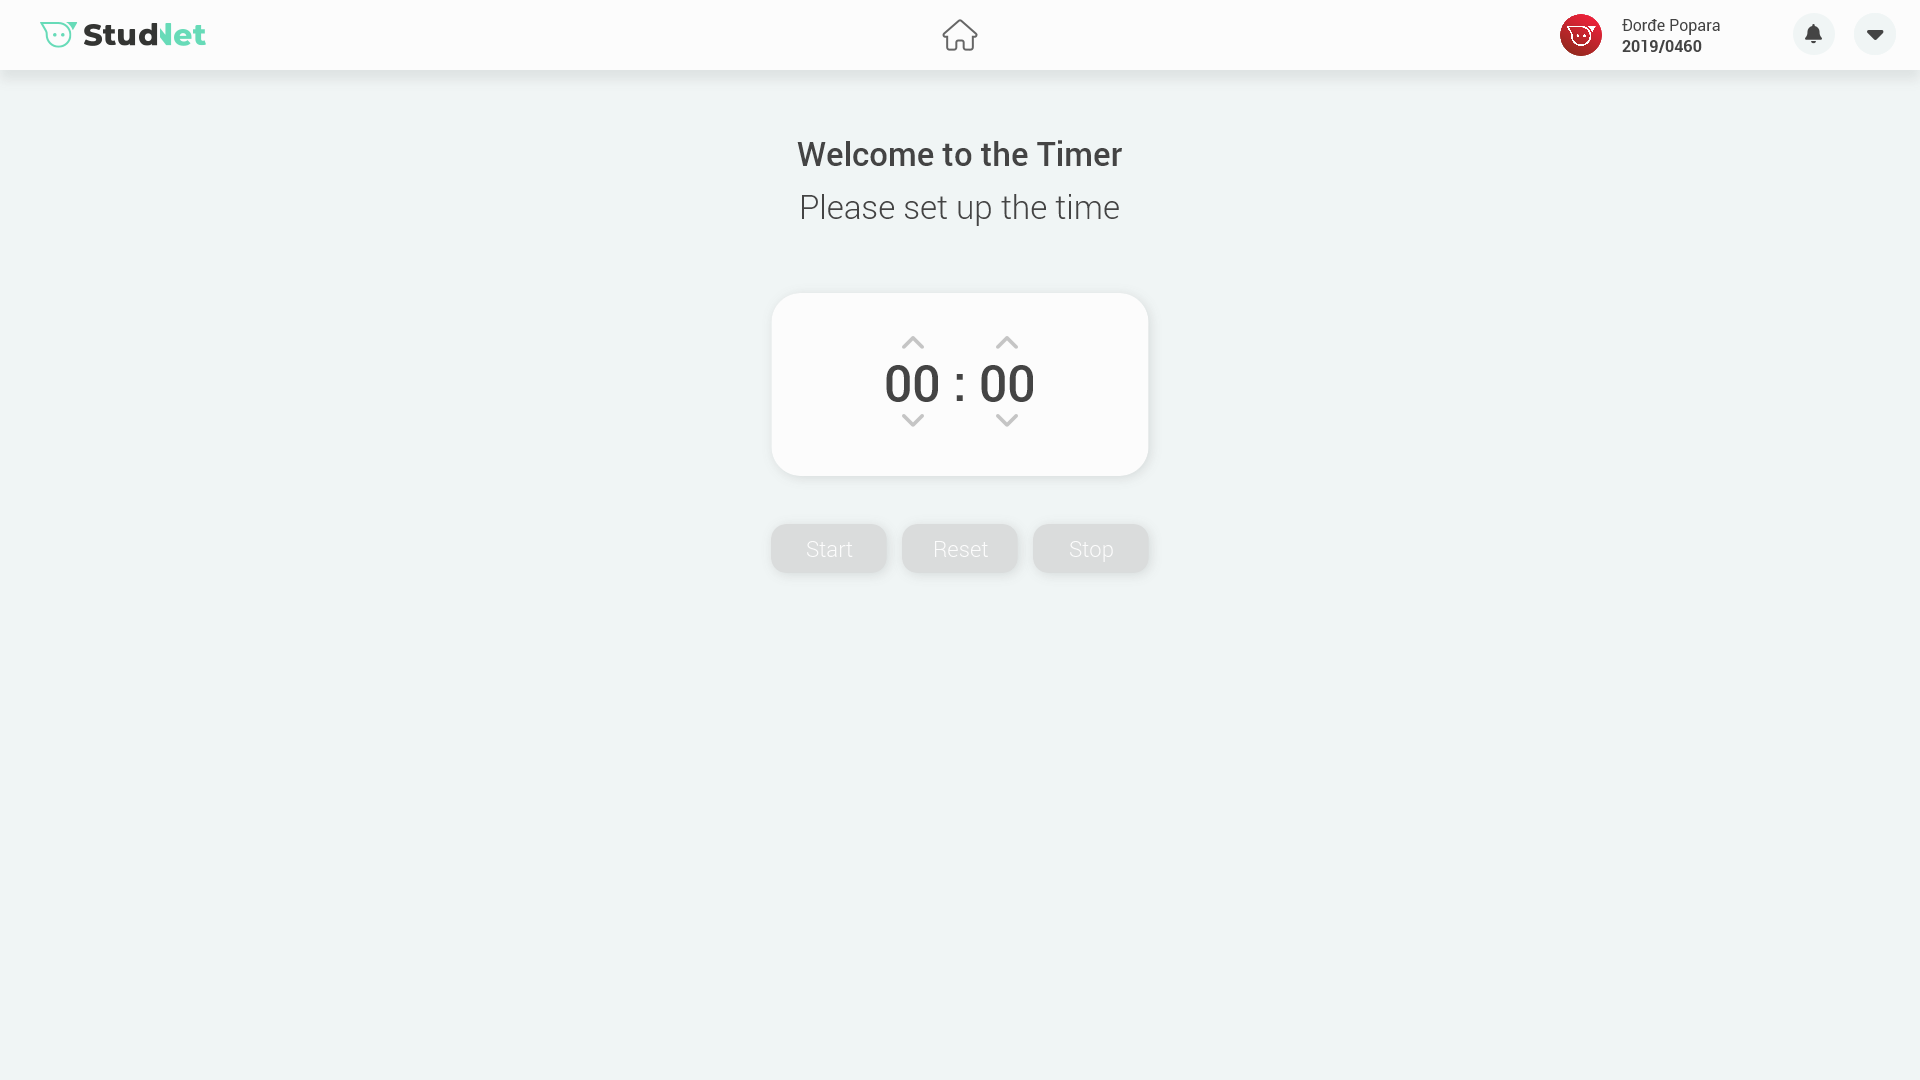 StudNet
Đorđe Popara
2019/0460
Welcome to the Timer
Please set up the time
00 : 00
Start
Reset
Stop